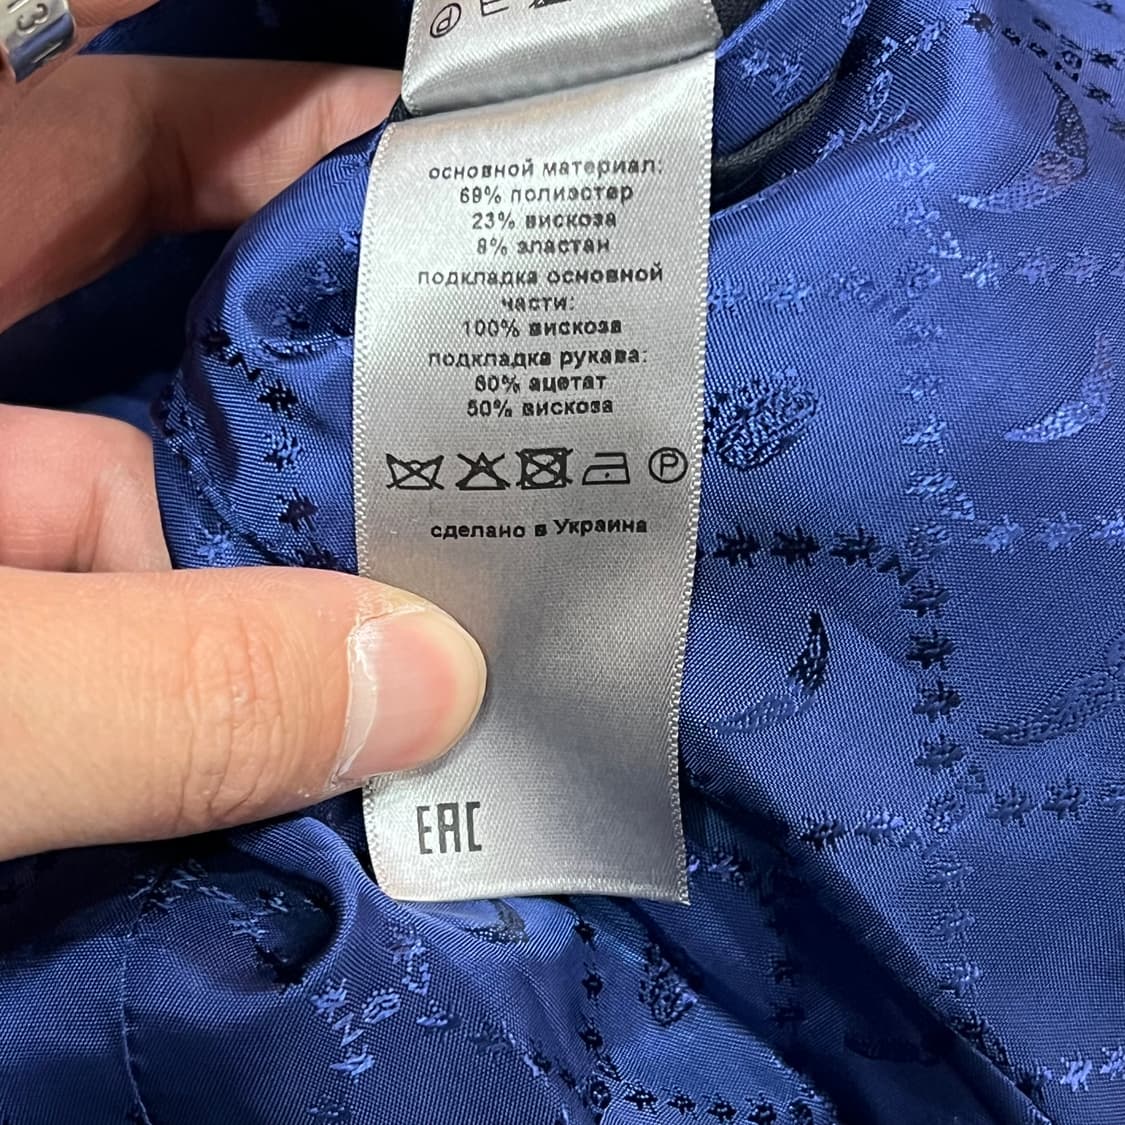 P E
основной материал:
69% полиэстер
23% вискоза
8% эластан
подкладка основной
части:
100% вискоза
подкладка рукава:
50% ацетат
50% вискоза
P
сделано в Украина
EAC